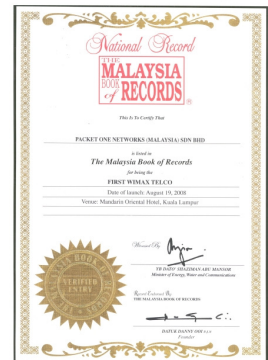 National Record
THE
MALAYSIA
BOOK
of RECORDS
®
This Is To Certify That
PACKET ONE NETWORKS (MALAYSIA) SDN BHD
is listed in
The Malaysia Book of Records
for being the
FIRST WIMAX TELCO
Date of launch: August 19, 2008
Venue: Mandarin Oriental Hotel, Kuala Lumpur
Witnessed By
YB DATO' SHAZIMAN ABU MANSOR
Minister of Energy, Water and Communications
Record Endorsed By
THE MALAYSIA BOOK OF RECORDS
DATUK DANNY OOI
Founder
VERIFIED
ENTRY